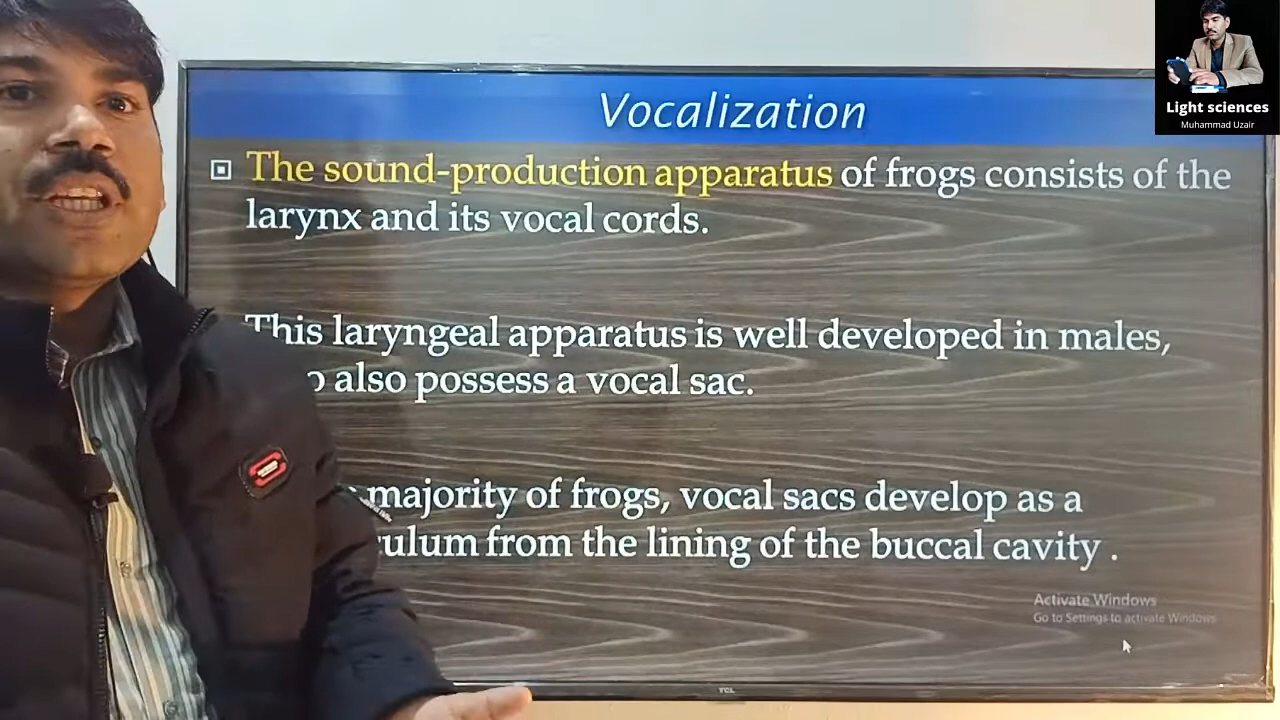 Light sciences
Muhammad Uzair
Vocalization
The sound-production apparatus of frogs consists of the
larynx and its vocal cords.
This laryngeal apparatus is well developed in males,
also possess a vocal sac.
majority of frogs, vocal sacs develop as a
from the lining of the buccal cavity .
Activate Windows
Go to Settings to activate Windows
TCL